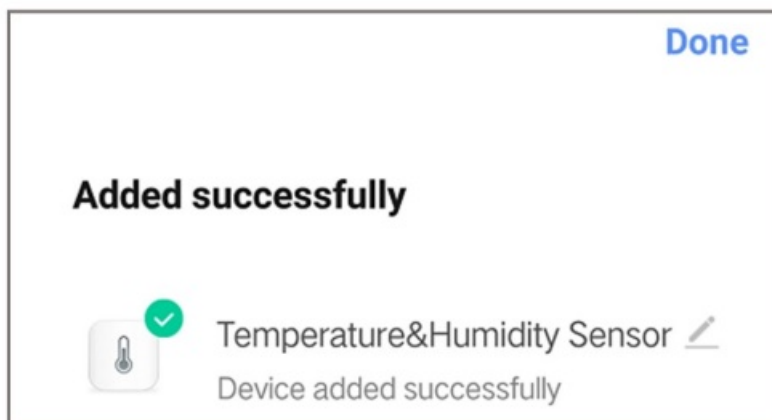 Done
Added successfully
Temperature&Humidity Sensor
Device added successfully